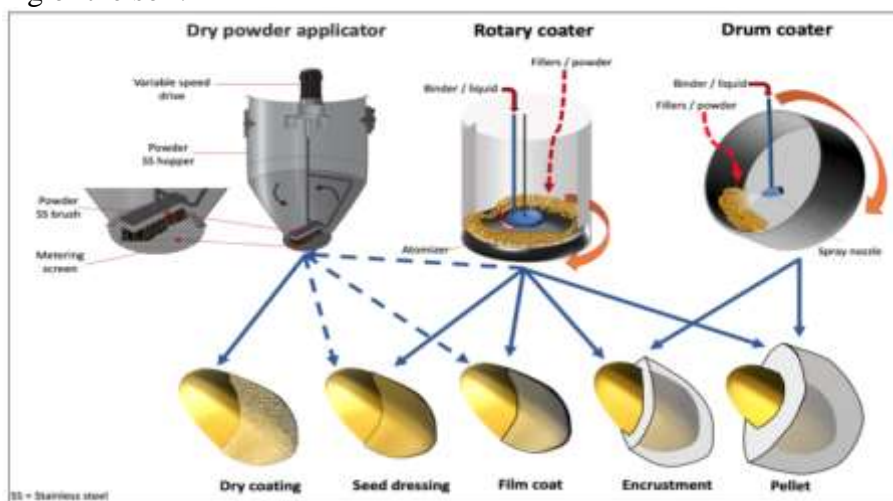 Dry powder applicator
Rotary coater
Drum coater
Variable speed
drive
Powder
SS hopper
Powder
SS brush
Metering
screen
Fillers / powder
Binder / liquid
Atomizer
Binder / liquid
Fillers / powder
Spray nozzle
Dry coating
Seed dressing
Film coat
Encrustment
Pellet
SS = Stainless steel